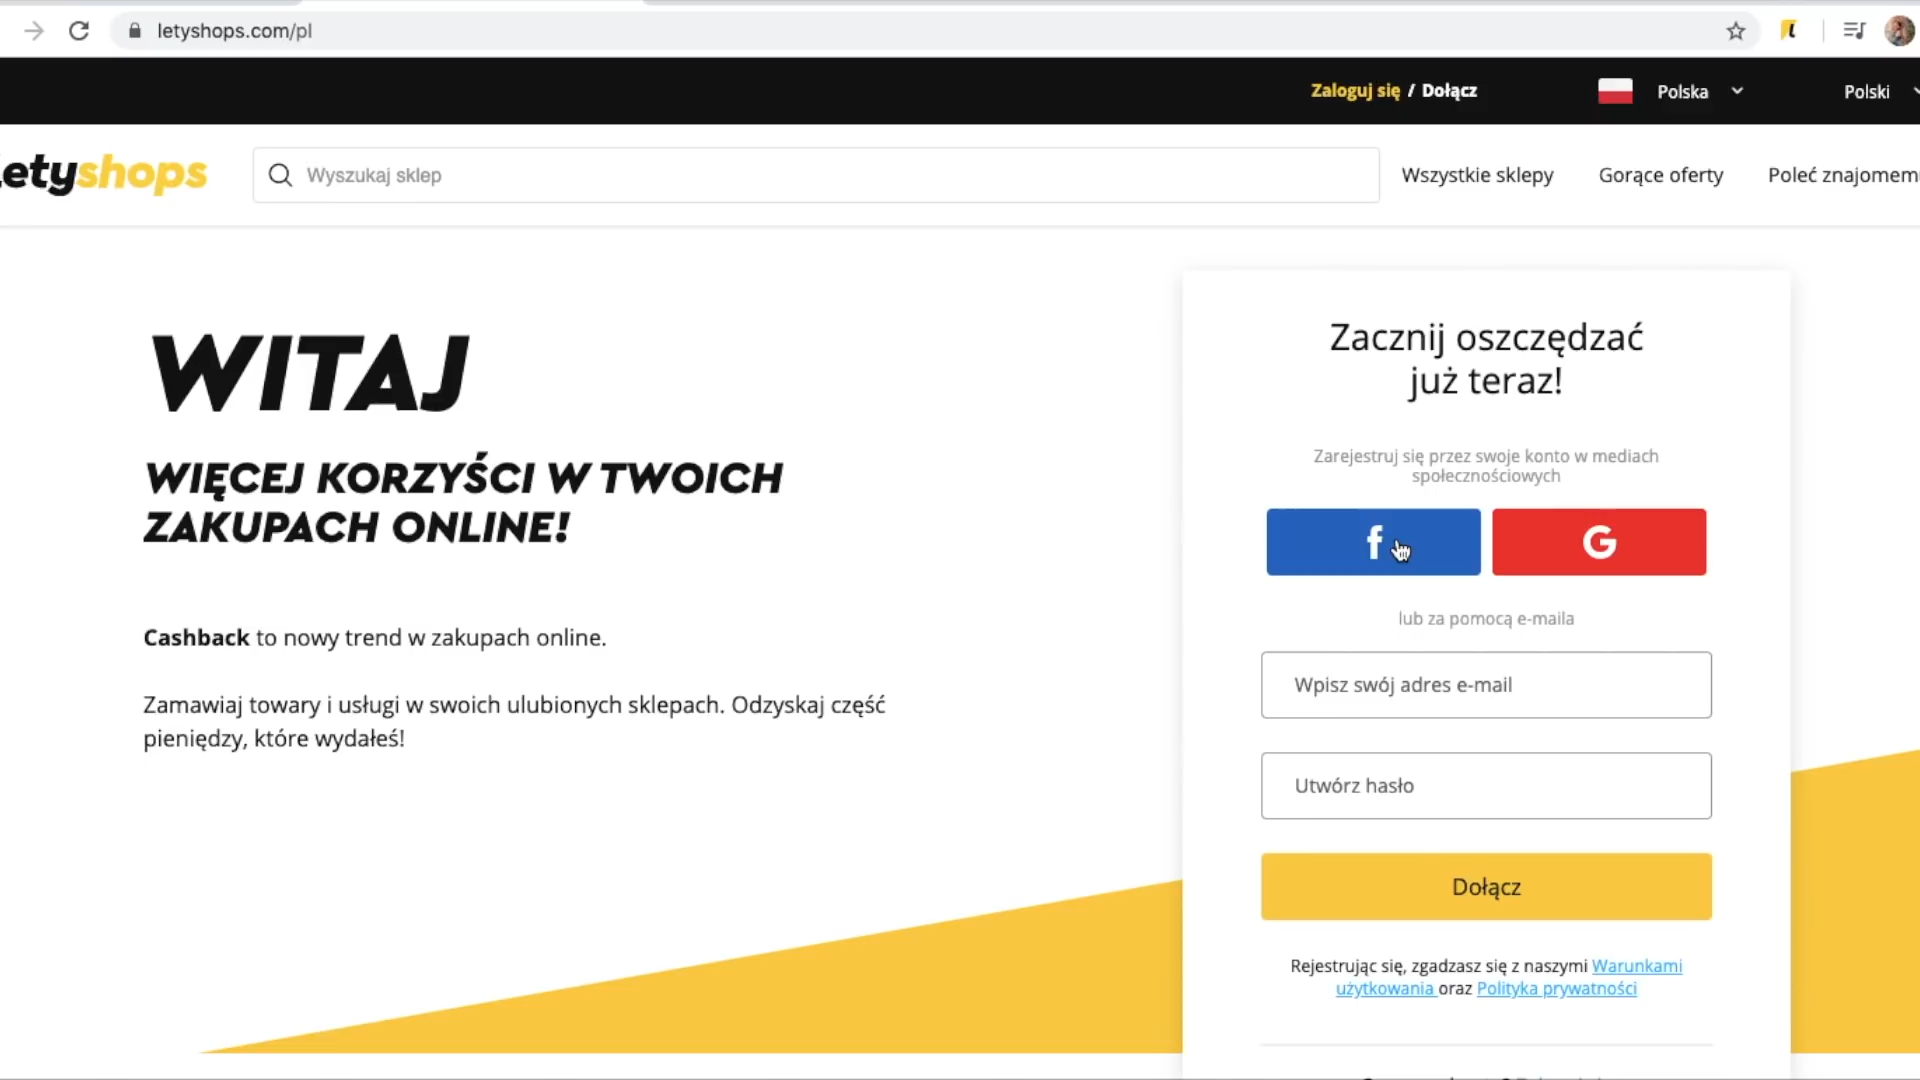 letyshops.com/pl
Zaloguj się / Dołącz
Polska
Polski
letyshops
Wyszukaj sklep
Wszystkie sklepy
Gorące oferty
Poleć
WITAJ
WIĘCEJ KORZYŚCI W TWOICH
ZAKUPACH ONLINE!
Cashback to nowy trend w zakupach online.
Zamawiaj towary i usługi w swoich ulubionych sklepach. Odzyskaj część
pieniędzy, które wydałeś!
Zacznij oszczędzać
już teraz!
Zarejestruj się przez swoje konto w mediach
społecznościowych
f
G
lub za pomocą e-maila
Wpisz swój adres e-mail
Utwórz hasło
Dołącz
Rejestrując się, zgadzasz się z naszymi Warunkami
użytkowania oraz Polityka prywatności